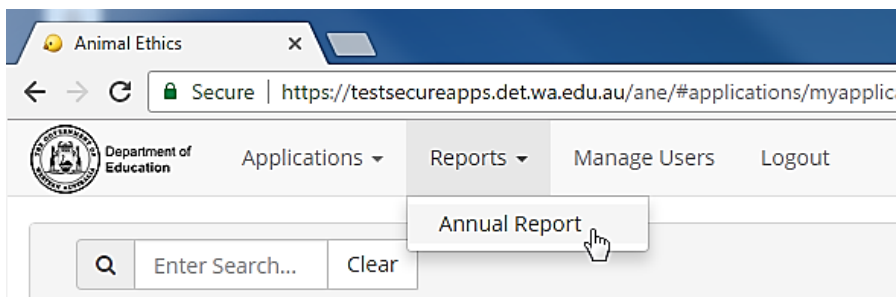 Animal Ethics
Secure | https://testsecureapps.det.wa.edu.au/ane/#applications/myapplic
Department of
Education
Applications Reports Manage Users Logout
Annual Report
Enter Search... Clear